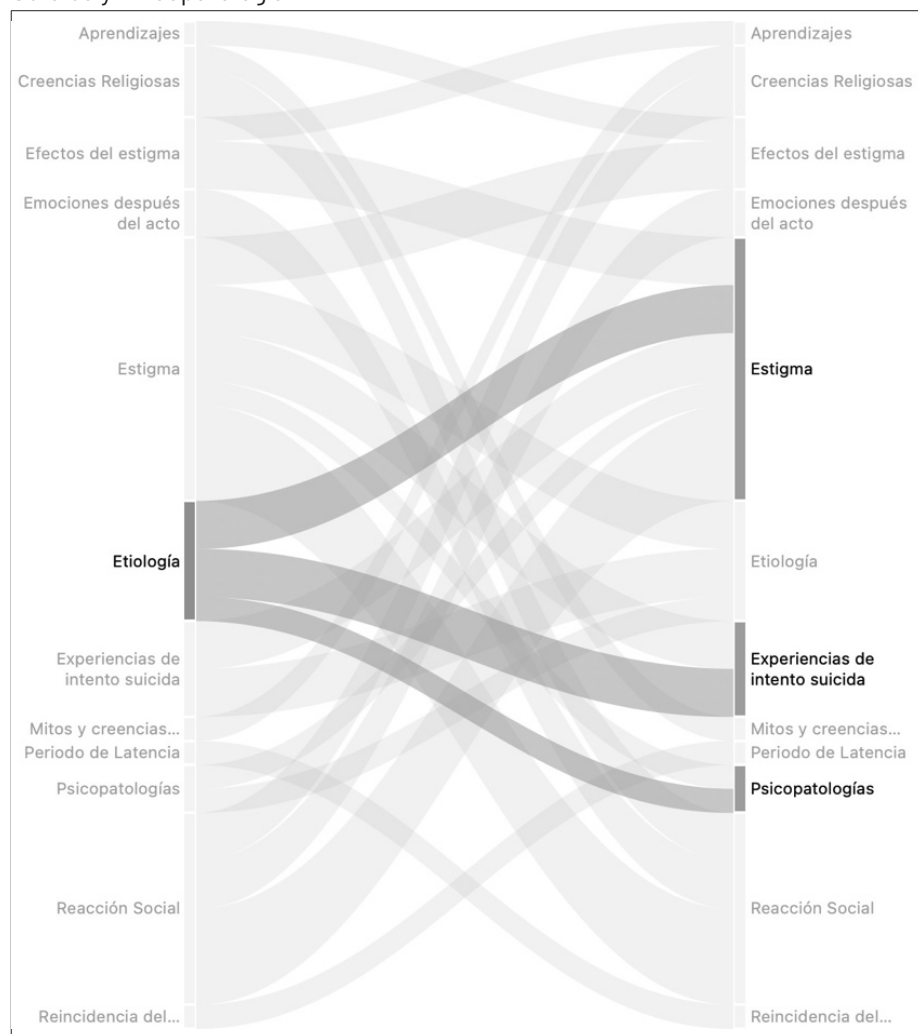 Aprendizajes
Creencias Religiosas
Efectos del estigma
Emociones después
del acto
Estigma
Etiología
Experiencias de
intento suicida
Mitos y creencias...
Periodo de Latencia
Psicopatologías
Reacción Social
Reincidencia del...
Aprendizajes
Creencias Religiosas
Efectos del estigma
Emociones después
del acto
Estigma
Etiología
Experiencias de
intento suicida
Mitos y creencias...
Periodo de Latencia
Psicopatologías
Reacción Social
Reincidencia del...